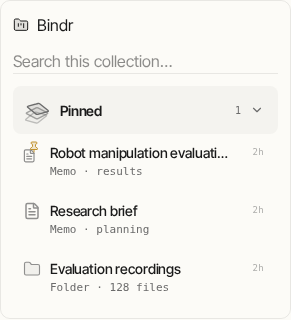 Bindr
Search this collection...
Pinned 1
Robot manipulation evaluati... 2h
Memo · results
Research brief 2h
Memo · planning
Evaluation recordings 2h
Folder · 128 files